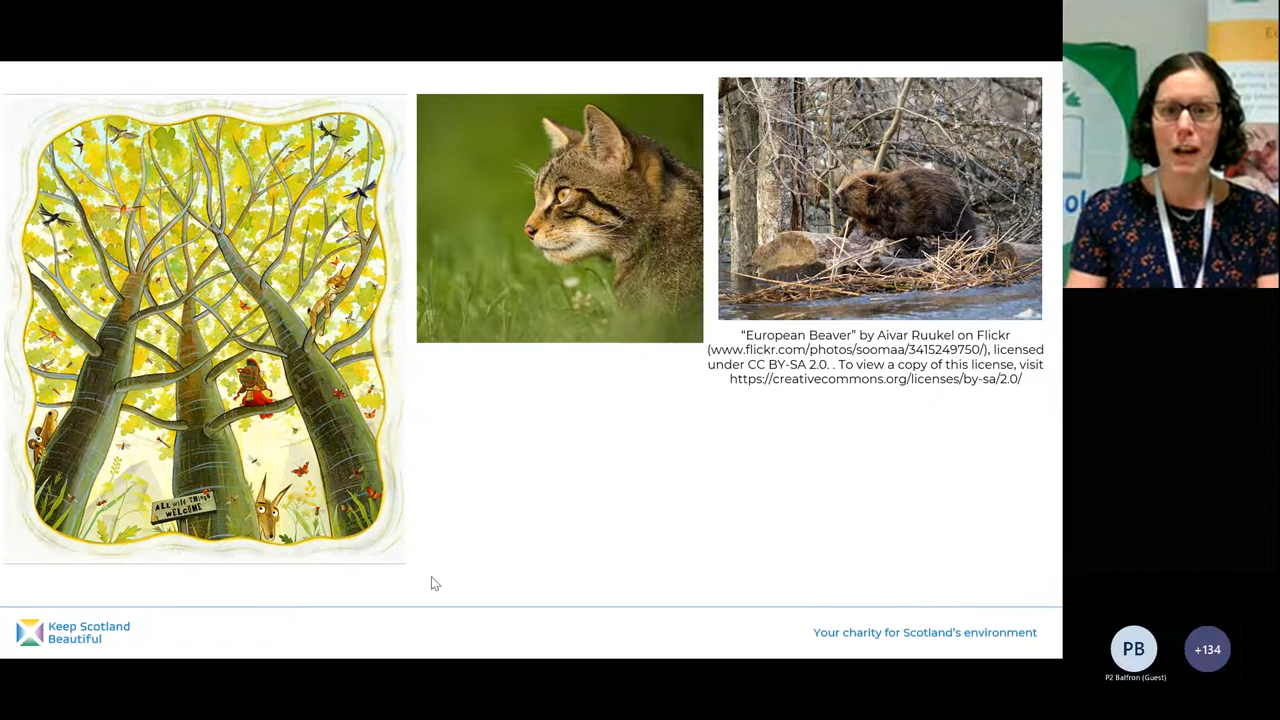 ALL wild THINGS
WELCOME
“European Beaver” by Aivar Ruukel on Flickr
(www.flickr.com/photos/soomaa/3415249750/), licensed
under CC BY-SA 2.0. . To view a copy of this license, visit
https://creativecommons.org/licenses/by-sa/2.0/
Keep Scotland
Beautiful
Your charity for Scotland’s environment
PB
+134
P2 Balfron (Guest)